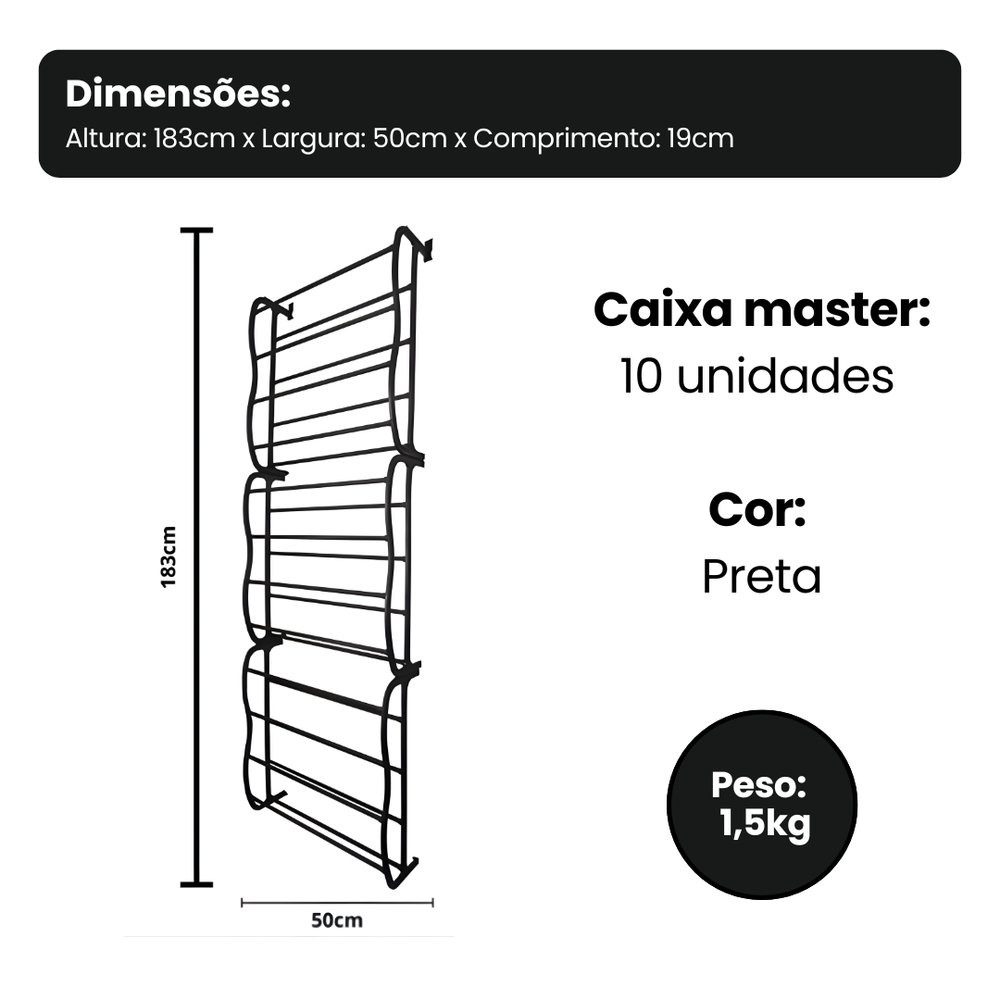 Dimensões:
Altura: 183cm x Largura: 50cm x Comprimento: 19cm
Caixa master:
10 unidades
Cor:
Preta
183cm
Peso:
1,5kg
50cm